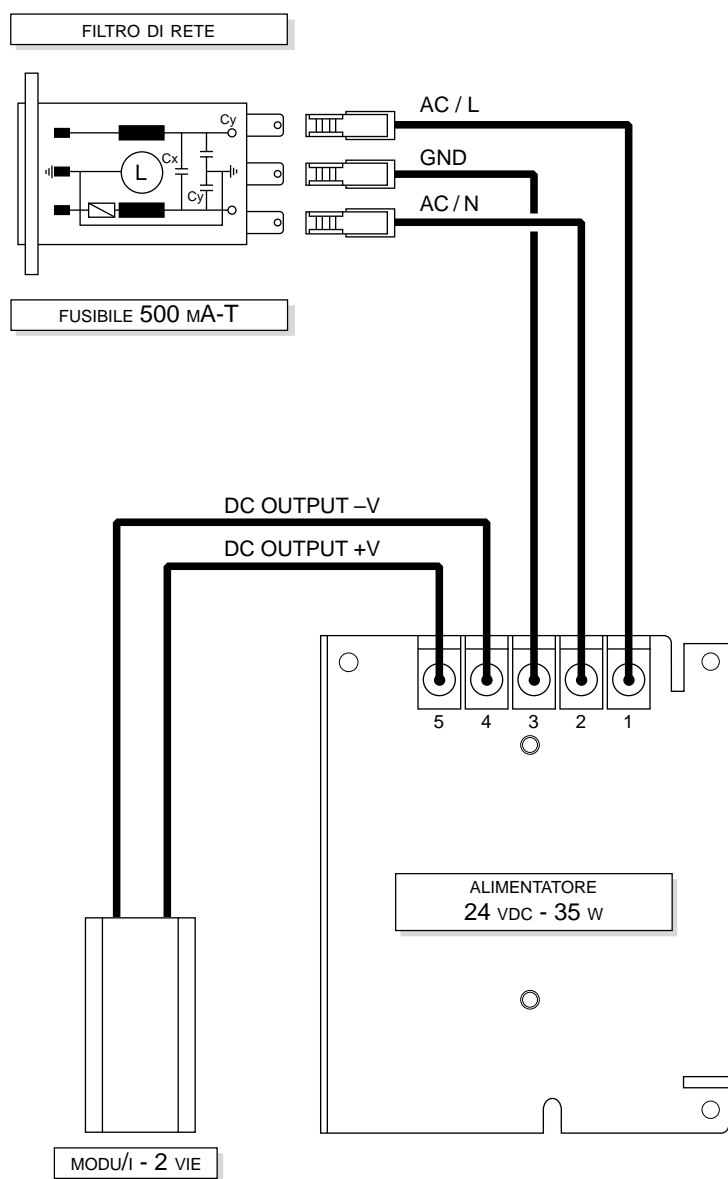 FILTRO DI RETE
AC / L
Cy
Cx
L
GND
Cy
AC / N
FUSIBILE 500 MA-T
DC OUTPUT –V
DC OUTPUT +V
5 4 3 2 1
ALIMENTATORE
24 VDC - 35 W
MODU/I - 2 VIE